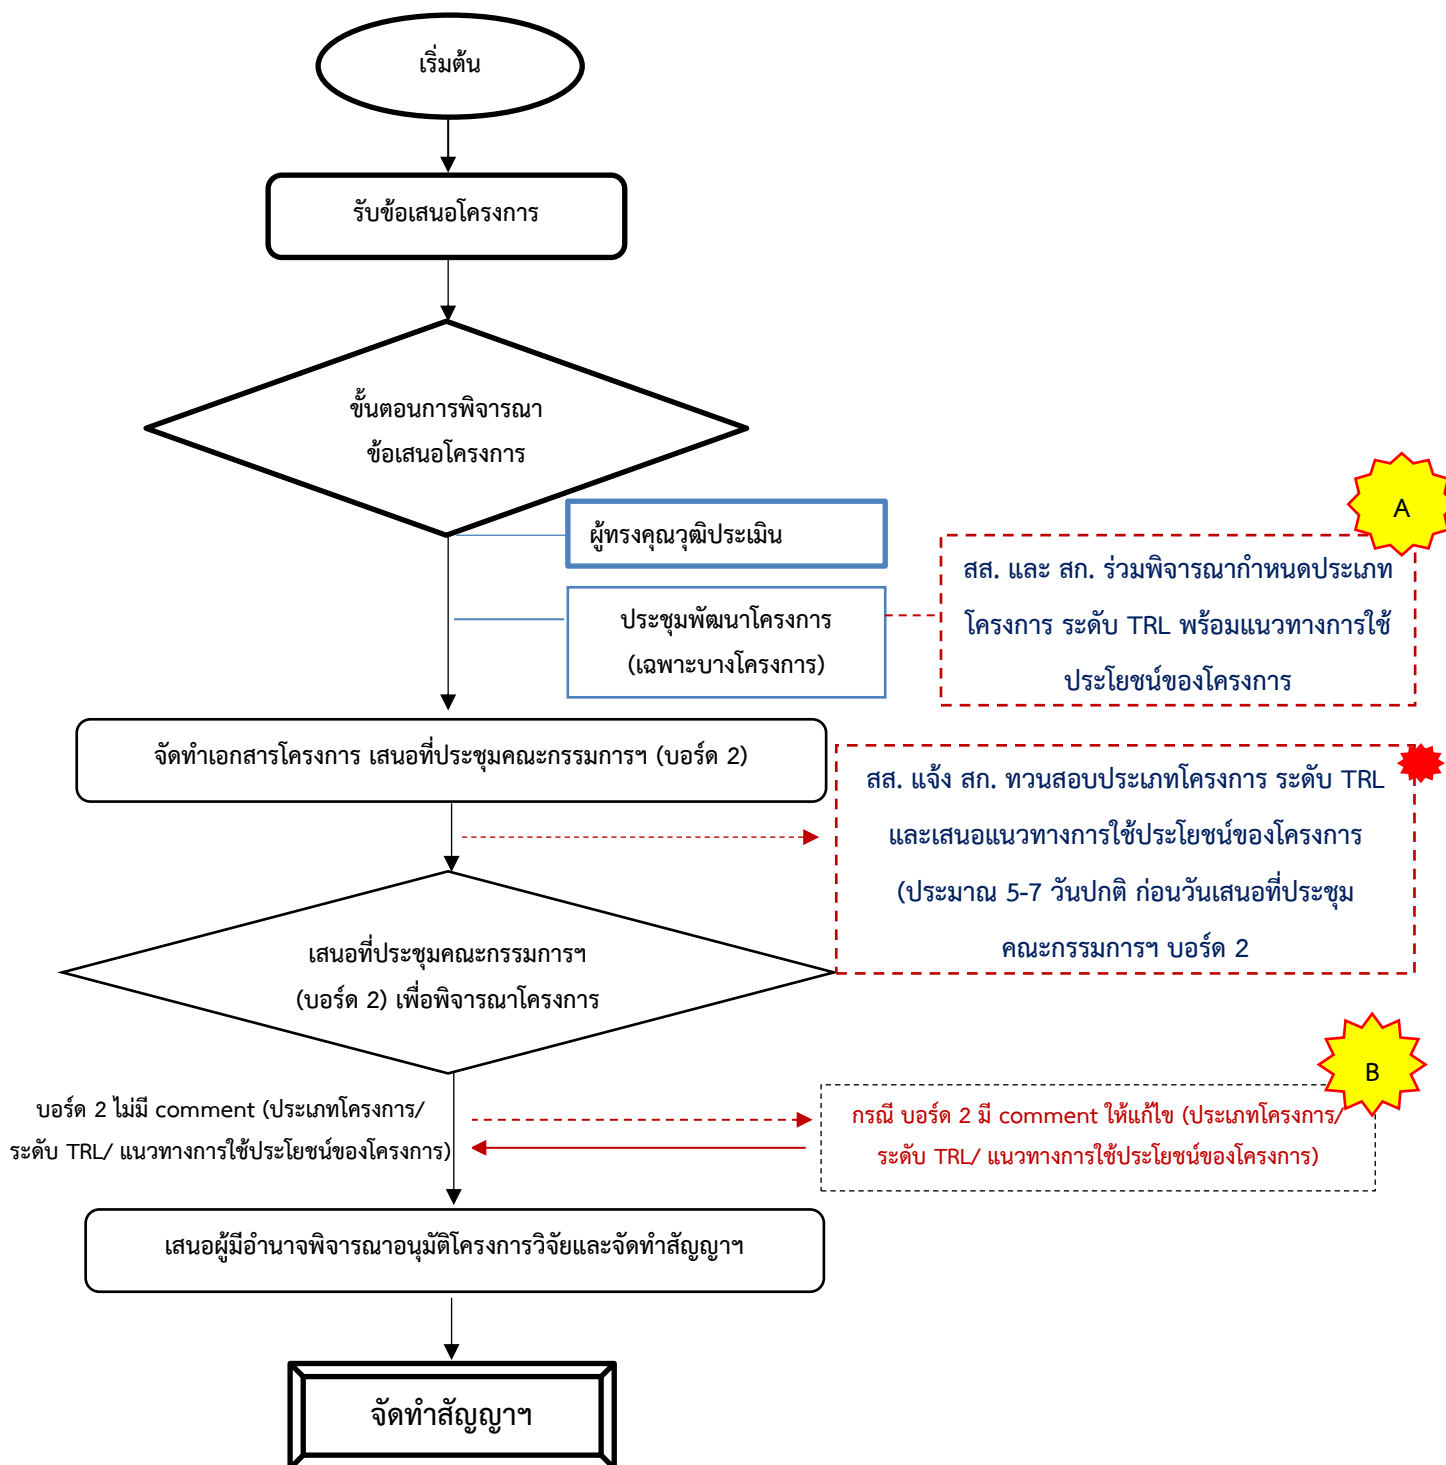 เริ่มต้น
รับข้อเสนอโครงการ
ขั้นตอนการพิจารณา
ข้อเสนอโครงการ
ผู้ทรงคุณวุฒิประเมิน
ประชุมพัฒนาโครงการ
(เฉพาะบางโครงการ)
A
สส. และ สก. ร่วมพิจารณากำหนดประเภท
โครงการ ระดับ TRL พร้อมแนวทางการใช้
ประโยชน์ของโครงการ
จัดทำเอกสารโครงการ เสนอที่ประชุมคณะกรรมการฯ (บอร์ด 2)
สส. แจ้ง สก. ทวนสอบประเภทโครงการ ระดับ TRL
และเสนอแนวทางการใช้ประโยชน์ของโครงการ
(ประมาณ 5-7 วันปกติ ก่อนวันเสนอที่ประชุม
คณะกรรมการฯ บอร์ด 2
เสนอที่ประชุมคณะกรรมการฯ
(บอร์ด 2) เพื่อพิจารณาโครงการ
บอร์ด 2 ไม่มี comment (ประเภทโครงการ/
ระดับ TRL/ แนวทางการใช้ประโยชน์ของโครงการ)
B
กรณี บอร์ด 2 มี comment ให้แก้ไข (ประเภทโครงการ/
ระดับ TRL/ แนวทางการใช้ประโยชน์ของโครงการ)
เสนอผู้มีอำนาจพิจารณาอนุมัติโครงการวิจัยและจัดทำสัญญาฯ
จัดทำสัญญาฯ